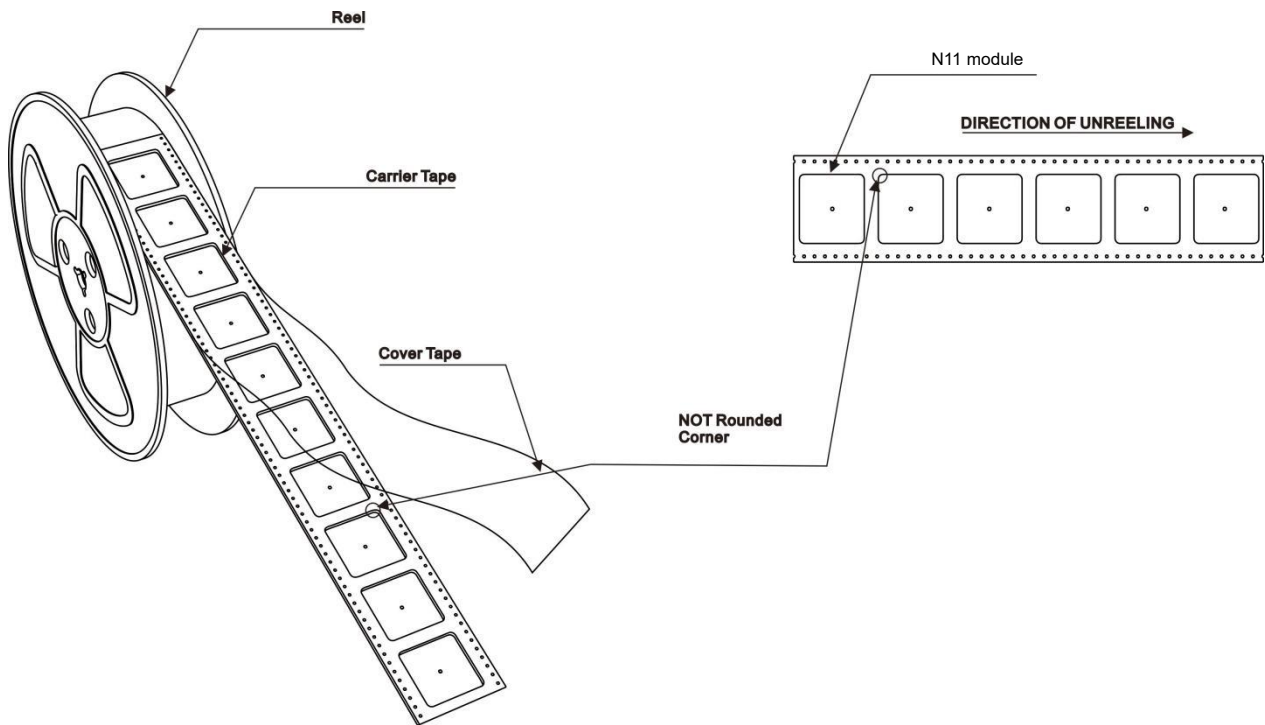 Reel
N11 module
DIRECTION OF UNREELING
Carrier Tape
Cover Tape
NOT Rounded
Corner